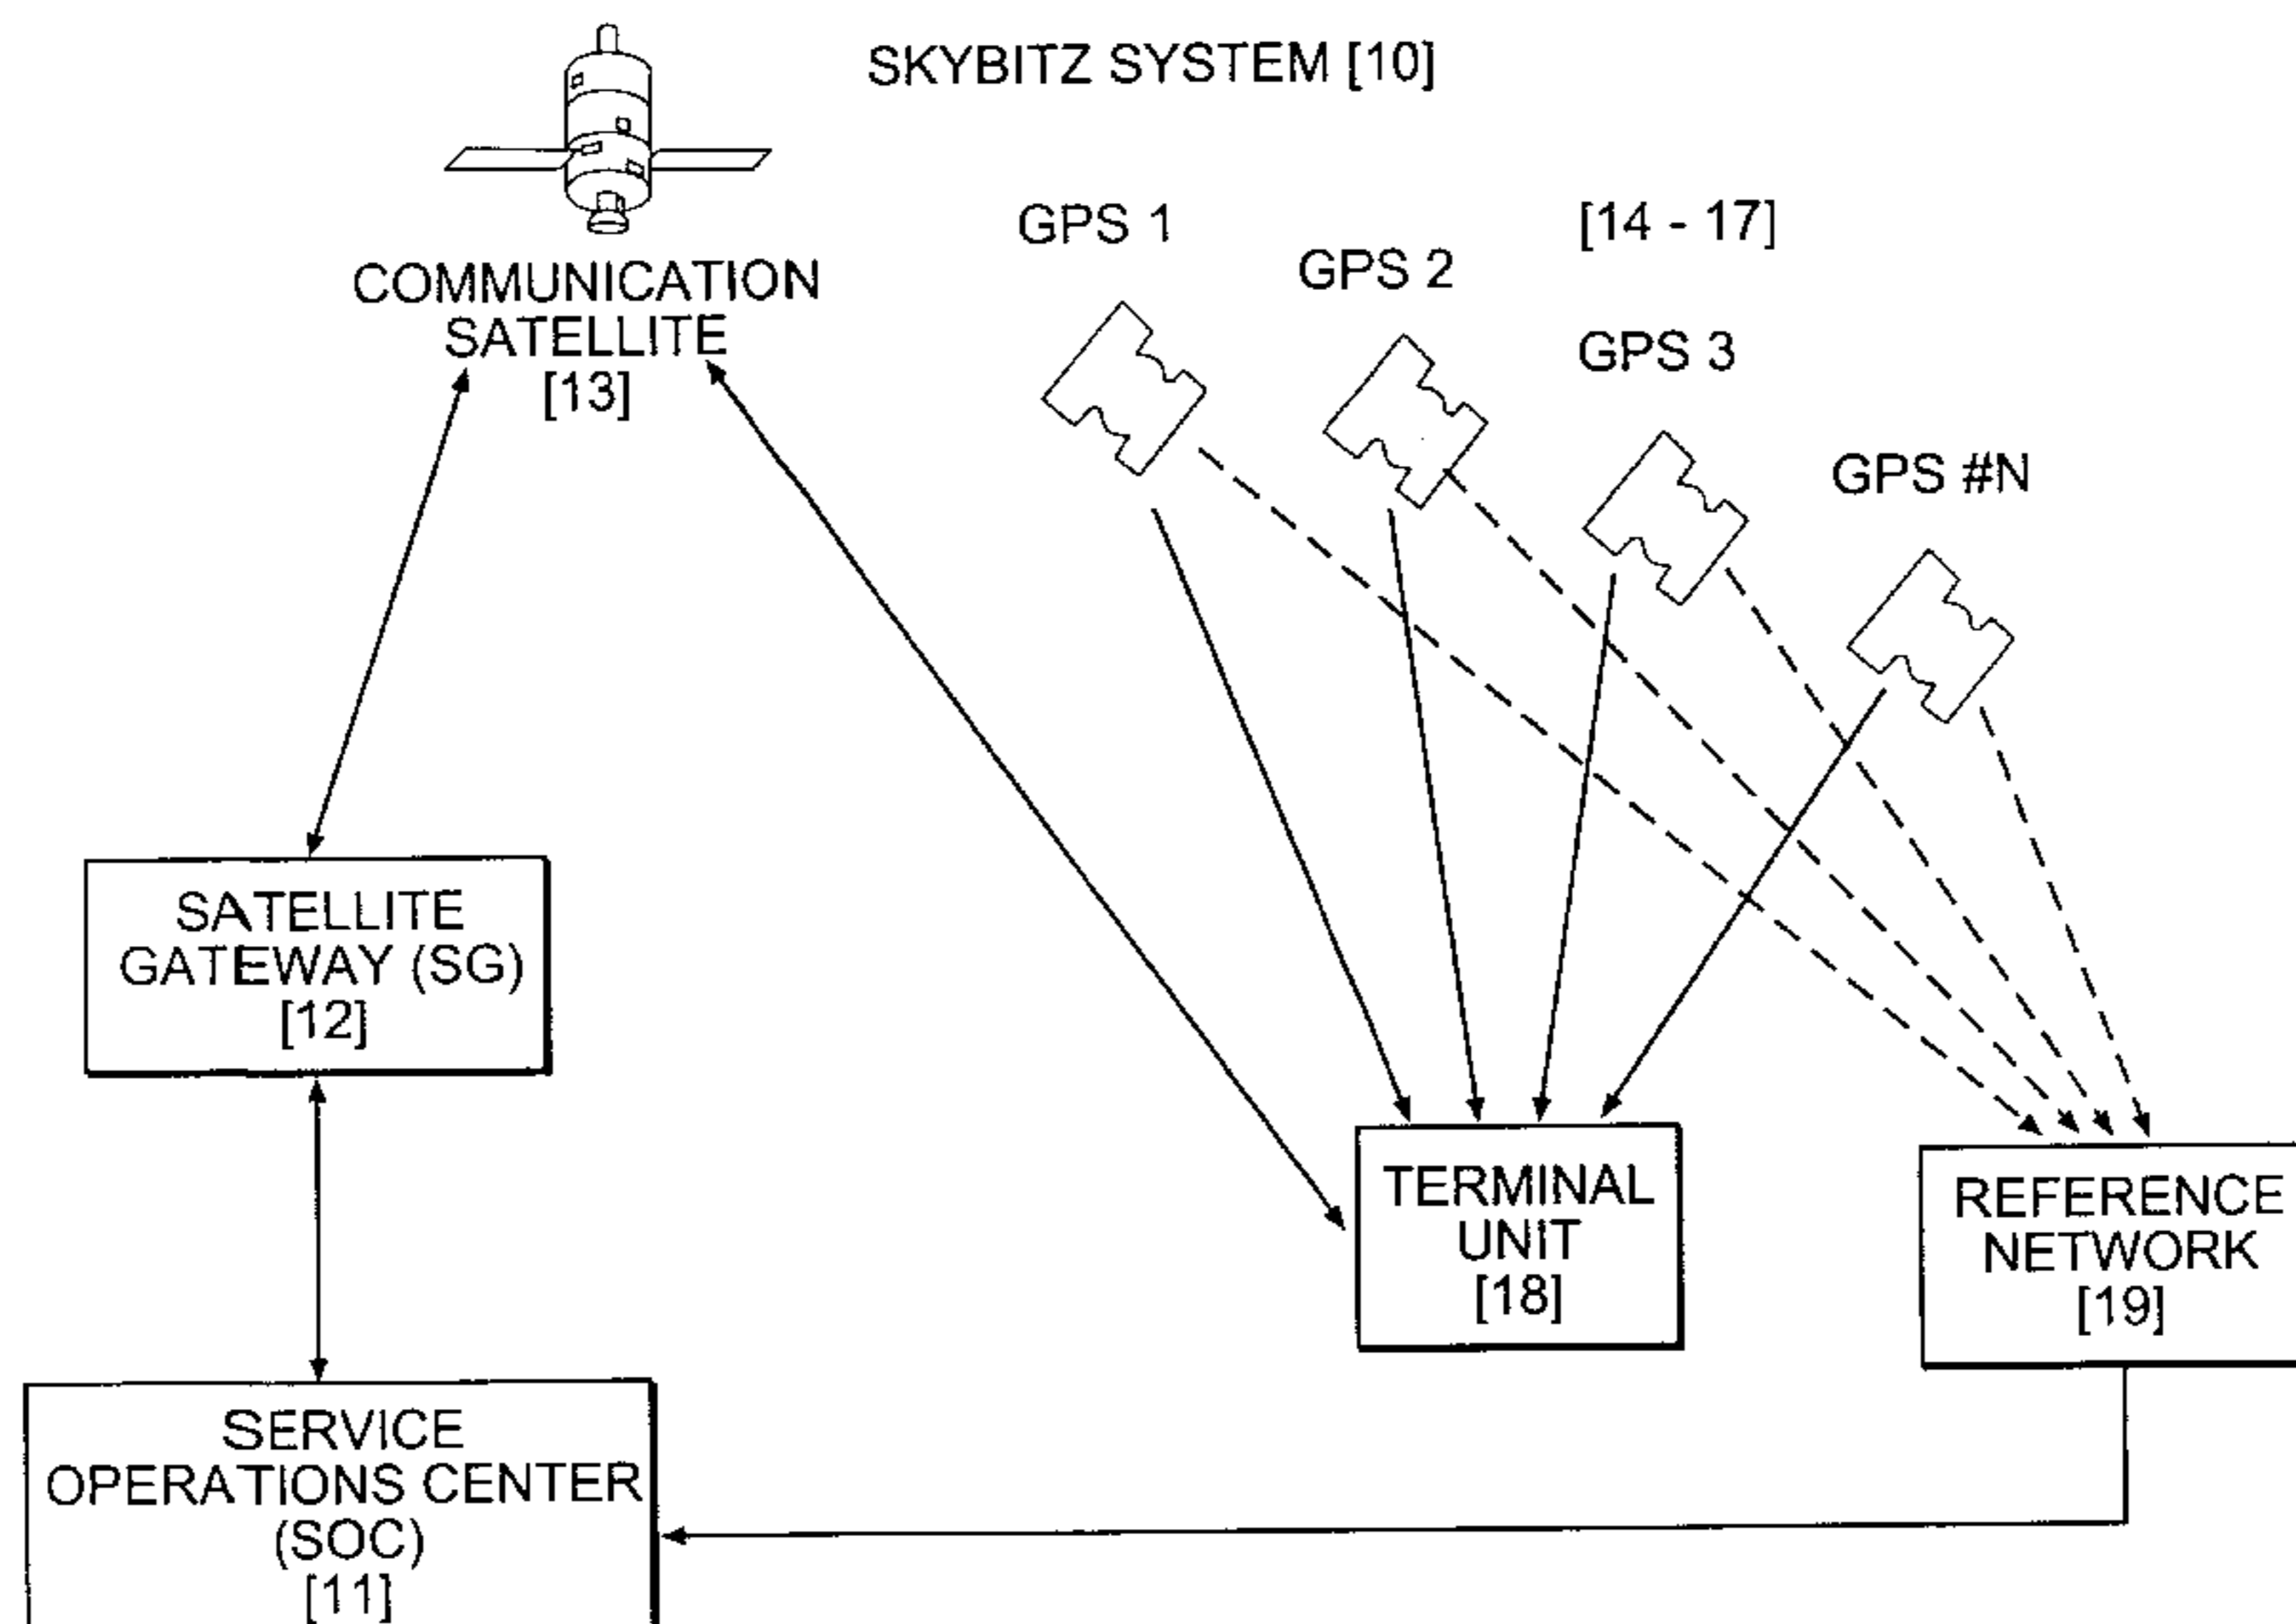 SKYBITZ SYSTEM [10]
COMMUNICATION
SATELLITE
[13]
GPS 1
GPS 2
[14 - 17]
GPS 3
GPS #N
SATELLITE
GATEWAY (SG)
[12]
TERMINAL
UNIT
[18]
REFERENCE
NETWORK
[19]
SERVICE
OPERATIONS CENTER
(SOC)
[11]